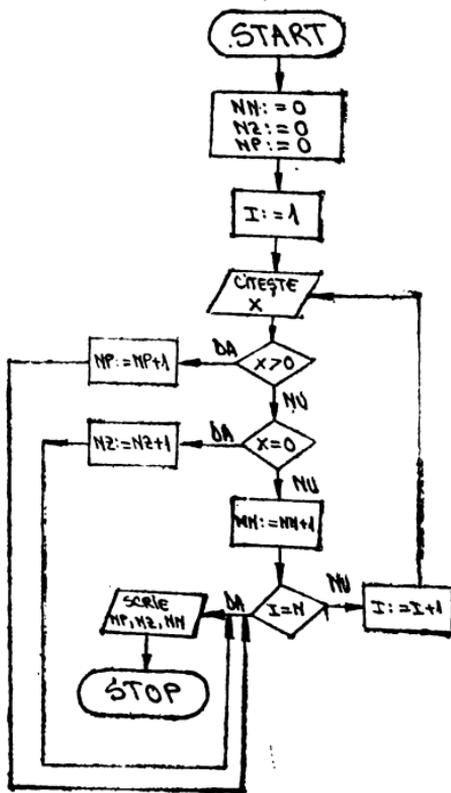 START
NN:=0
NZ:=0
NP:=0
I:=1
CITEȘTE
X
X>0
DA
NP:=NP+1
NU
X=0
DA
NZ:=NZ+1
NU
NN:=NN+1
I=N
NU
I:=I+1
DA
SCRIE
NP,NZ,NN
STOP